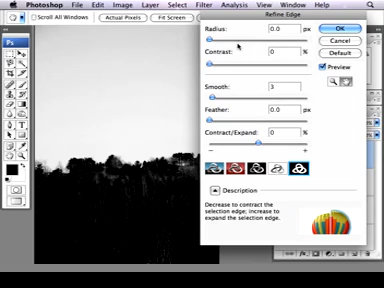 Photoshop File Edit Image Layer Select Filter Analysis View Window
Scroll All Windows Actual Pixels Fit Screen
Refine Edge
Ps
Radius: 0.0 px
OK
Contrast: 0 %
Cancel
Default
Preview
Smooth: 3
Feather: 0.0 px
Contract/Expand: 0 %
- +
Description
Decrease to contract the
selection edge; increase to
expand the selection edge.
fx.